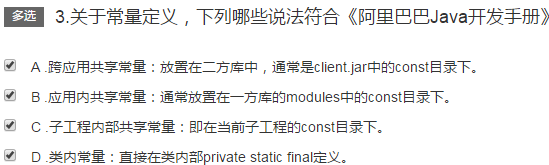 多选 3.关于常量定义，下列哪些说法符合《阿里巴巴Java开发手册》
A .跨应用共享常量：放置在二方库中，通常是client.jar中的const目录下。
B .应用内共享常量：通常放置在一方库的modules中的const目录下。
C .子工程内部共享常量：即在当前子工程的const目录下。
D .类内常量：直接在类内部private static final定义。